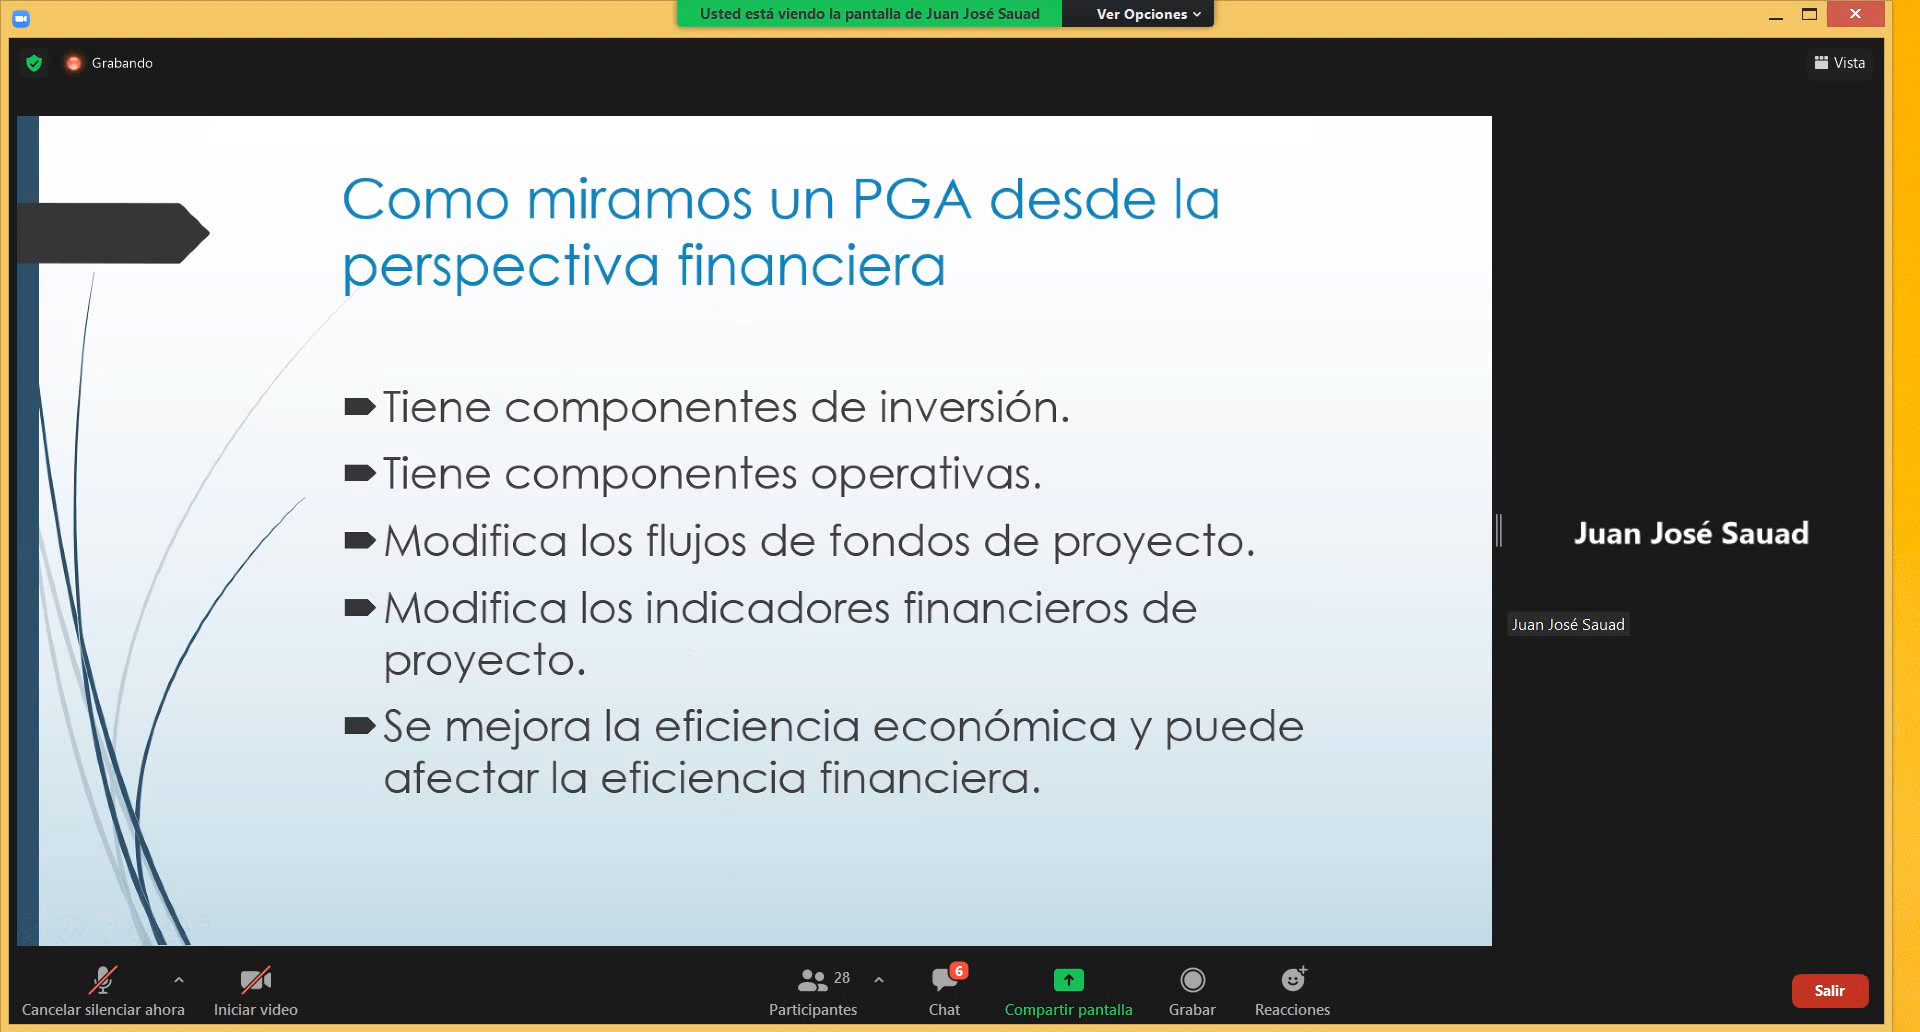 Usted está viendo la pantalla de Juan José Sauad
Ver Opciones
Grabando
Vista
Como miramos un PGA desde la
perspectiva financiera
Tiene componentes de inversión.
Tiene componentes operativas.
Modifica los flujos de fondos de proyecto.
Modifica los indicadores financieros de
proyecto.
Se mejora la eficiencia económica y puede
afectar la eficiencia financiera.
Juan José Sauad
Juan José Sauad
Cancelar silenciar ahora
Iniciar video
28
Participantes
6
Chat
Compartir pantalla
Grabar
Reacciones
Salir